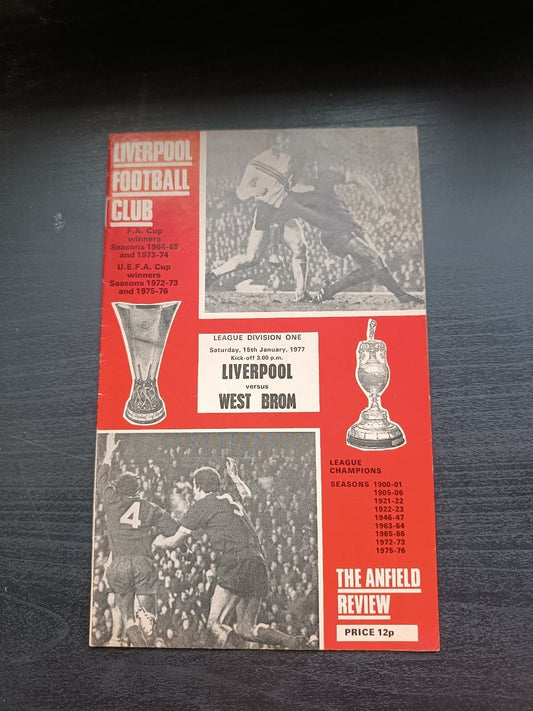 LIVERPOOL
FOOTBALL
CLUB
F.A. Cup
winners
Seasons 1964-65
and 1973-74
U.E.F.A. Cup
winners
Seasons 1972-73
and 1975-76
LEAGUE DIVISION ONE
Saturday, 15th January, 1977
Kick-off 3.00 p.m.
LIVERPOOL
versus
WEST BROM
4
LEAGUE
CHAMPIONS
SEASONS 1900-01
1905-06
1921-22
1922-23
1946-47
1963-64
1965-66
1972-73
1975-76
THE ANFIELD
REVIEW
PRICE 12p